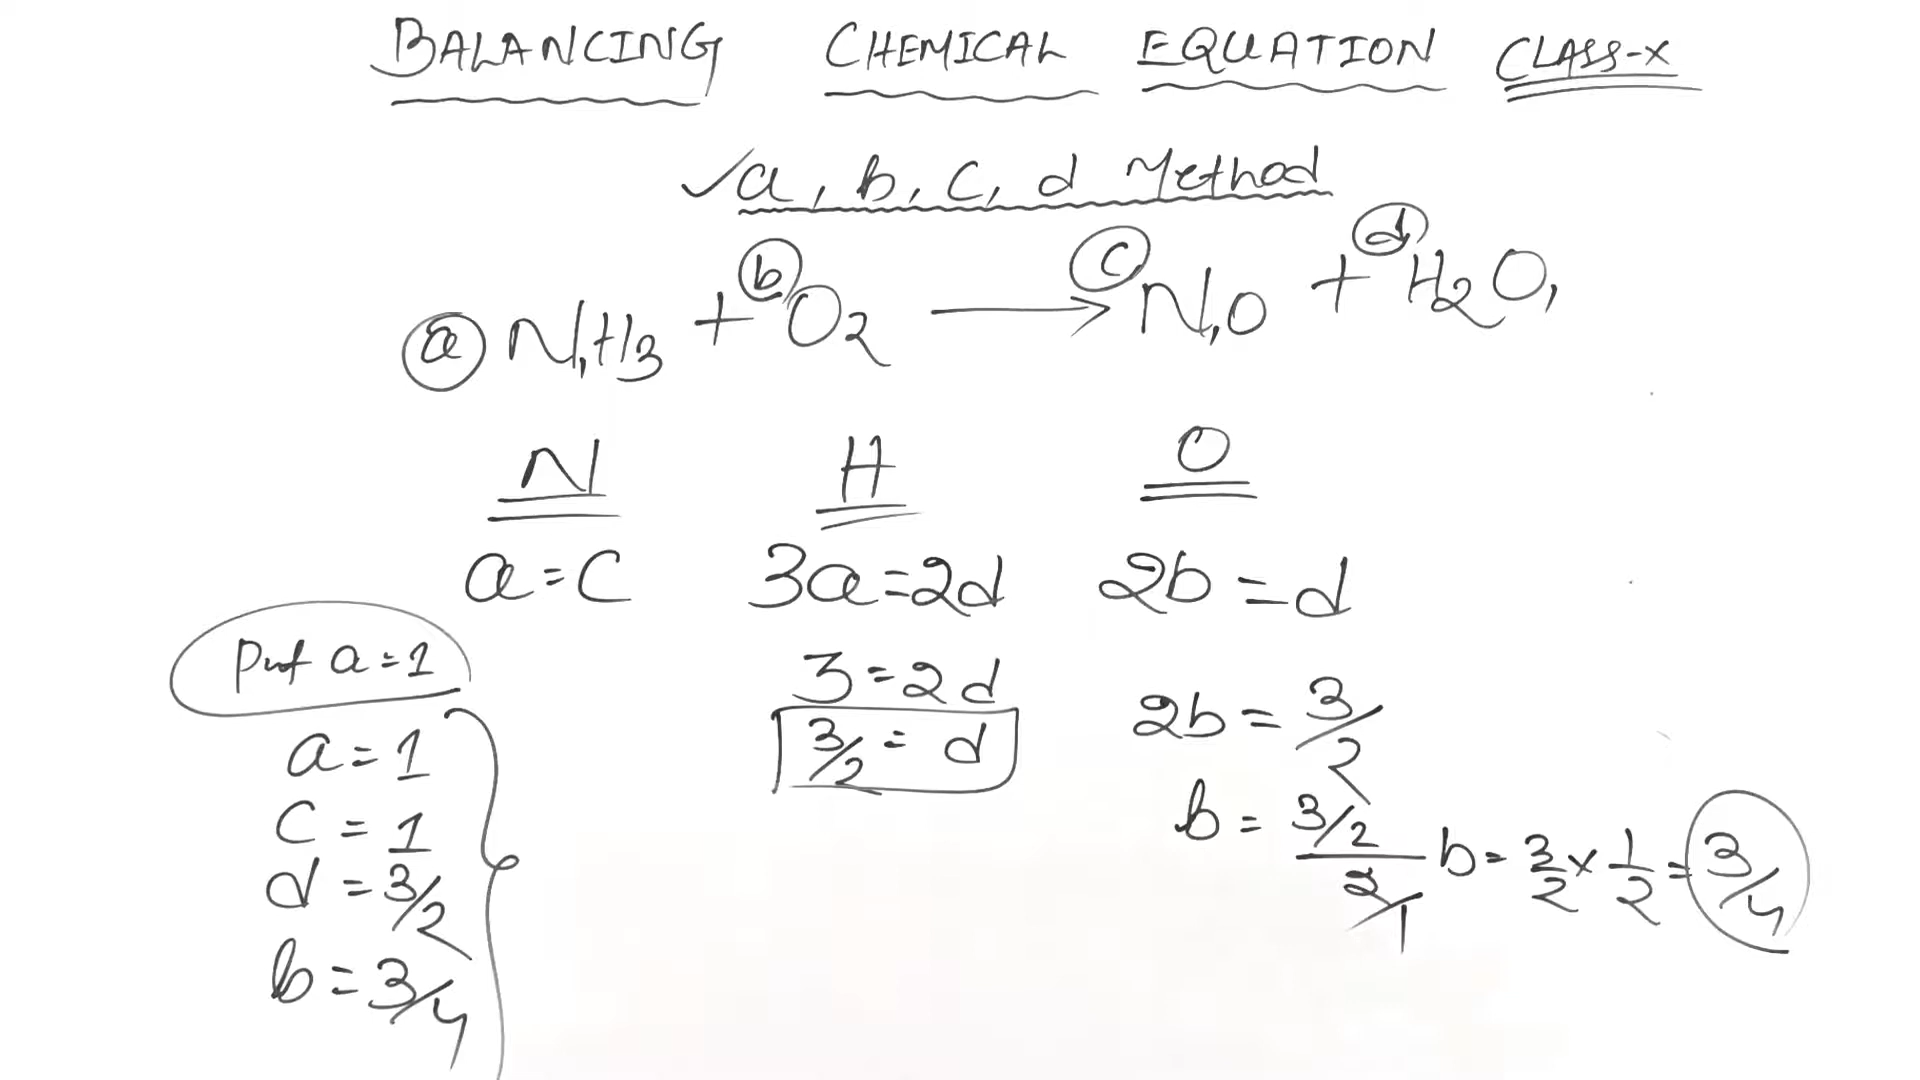 BALANCING CHEMICAL EQUATION CLASS-X
✓a, b, c, d Method
a NH3 + b O2 → c NO + d H2O
N H O
a=C 3a=2d 2b=d
Put a=1 3=2d 2b=3/2
a=1 3/2=d
C=1 b=3/2/2/1 b=3/2×1/2=3/4
d=3/2
b=3/4